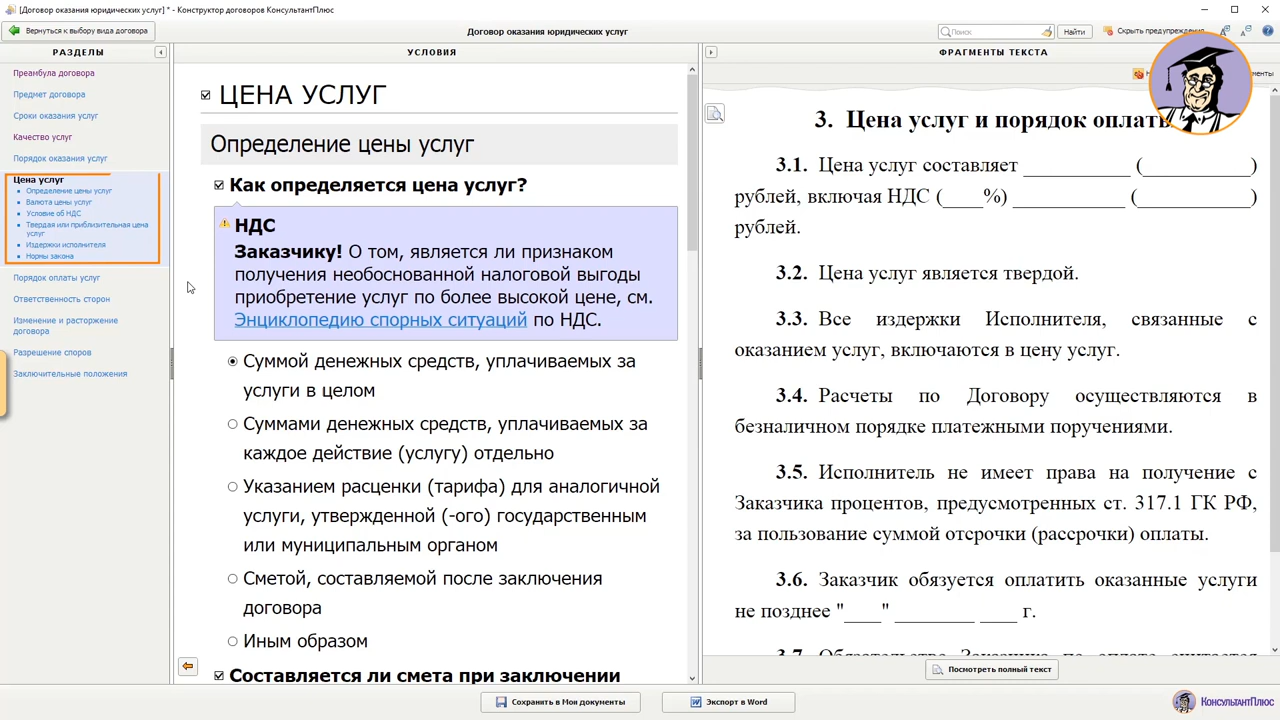 [Договор оказания юридических услуг] * - Конструктор договоров КонсультантПлюс
Вернуться к выбору вида договора
Договор оказания юридических услуг
Поиск
Найти
Скрыть предупреждения
РАЗДЕЛЫ
Преамбула договора
Предмет договора
Сроки оказания услуг
Качество услуг
Порядок оказания услуг
Цена услуг
Определение цены услуг
Валюта цены услуг
Условие об НДС
Твердая или приблизительная цена
услуг
Издержки исполнителя
Нормы закона
Порядок оплаты услуг
Ответственность сторон
Изменение и расторжение
договора
Разрешение споров
Заключительные положения
УСЛОВИЯ
ЦЕНА УСЛУГ
Определение цены услуг
Как определяется цена услуг?
НДС
Заказчику! О том, является ли признаком
получения необоснованной налоговой выгоды
приобретение услуг по более высокой цене, см.
Энциклопедию спорных ситуаций по НДС.
Суммой денежных средств, уплачиваемых за
услуги в целом
Суммами денежных средств, уплачиваемых за
каждое действие (услугу) отдельно
Указанием расценки (тарифа) для аналогичной
услуги, утвержденной (-ого) государственным
или муниципальным органом
Сметой, составляемой после заключения
договора
Иным образом
Составляется ли смета при заключении
ФРАГМЕНТЫ ТЕКСТА
3. Цена услуг и порядок оплаты
3.1. Цена услуг составляет ___________ (___________)
рублей, включая НДС (____%) ___________ (___________)
рублей.
3.2. Цена услуг является твердой.
3.3. Все издержки Исполнителя, связанные с
оказанием услуг, включаются в цену услуг.
3.4. Расчеты по Договору осуществляются в
безналичном порядке платежными поручениями.
3.5. Исполнитель не имеет права на получение с
Заказчика процентов, предусмотренных ст. 317.1 ГК РФ,
за пользование суммой отсрочки (рассрочки) оплаты.
3.6. Заказчик обязуется оплатить оказанные услуги
не позднее "____" ________ ____ г.
3.7. Обязательства Заказчика по оплате считается
Посмотреть полный текст
Сохранить в Мои документы
Экспорт в Word
КонсультантПлюс